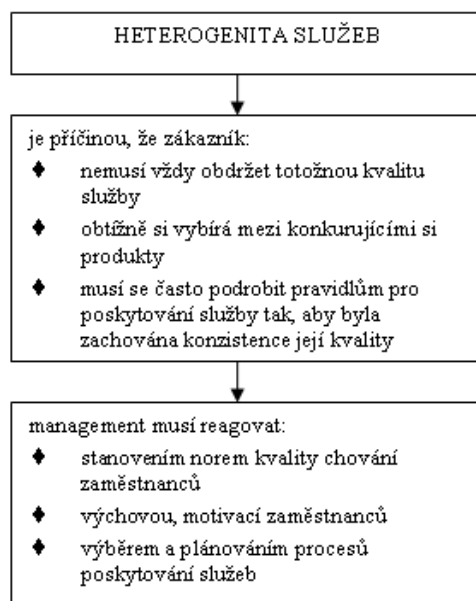 HETEROGENITA SLUŽEB
je příčinou, že zákazník:
♦ nemusí vždy obdržet totožnou kvalitu
služby
♦ obtížně si vybírá mezi konkurujícími si
produkty
♦ musí se často podrobit pravidlům pro
poskytování služby tak, aby byla
zachována konzistence její kvality
management musí reagovat:
♦ stanovením norem kvality chování
zaměstnanců
♦ výchovou, motivací zaměstnanců
♦ výběrem a plánováním procesů
poskytování služeb